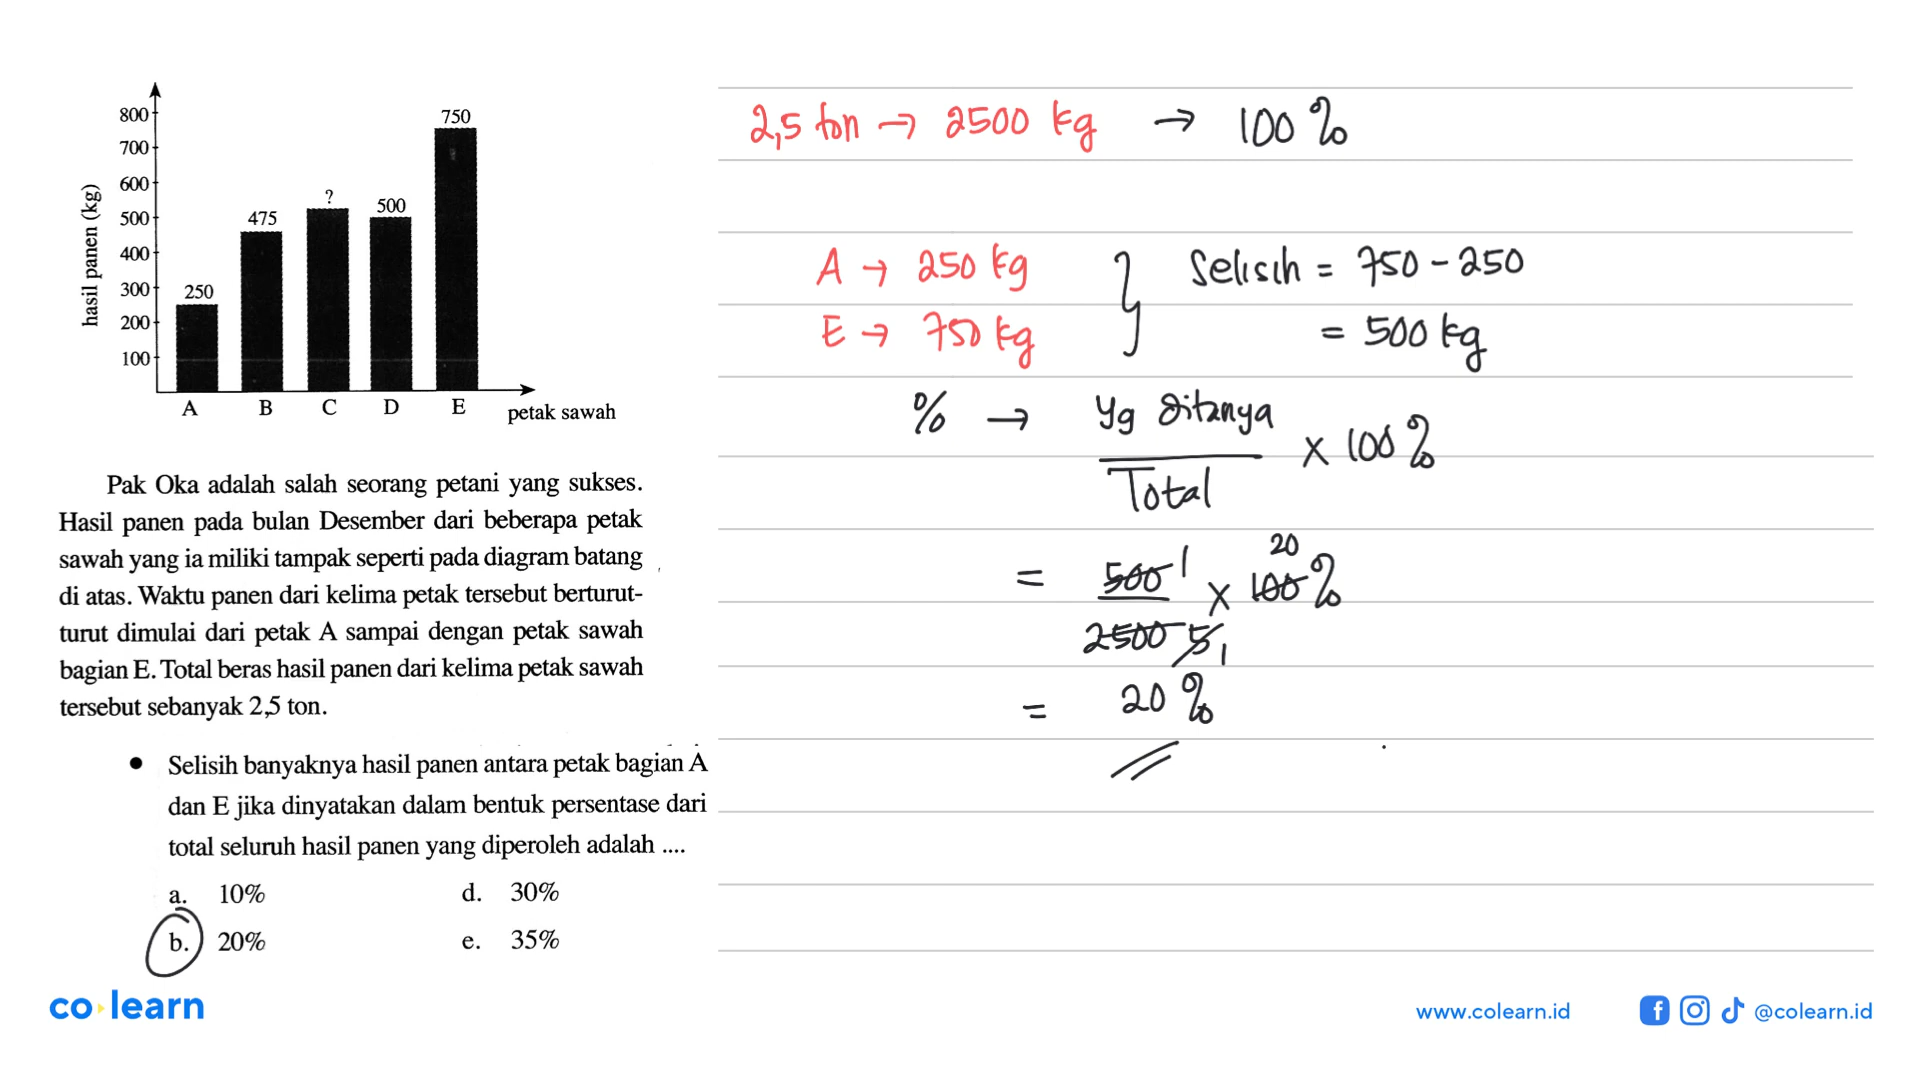 800
700
600
500
400
300
200
100
hasil panen (kg)
250
475
?
500
750
A B C D E
petak sawah
Pak Oka adalah salah seorang petani yang sukses.
Hasil panen pada bulan Desember dari beberapa petak
sawah yang ia miliki tampak seperti pada diagram batang
di atas. Waktu panen dari kelima petak tersebut berturut-
turut dimulai dari petak A sampai dengan petak sawah
bagian E. Total beras hasil panen dari kelima petak sawah
tersebut sebanyak 2,5 ton.
• Selisih banyaknya hasil panen antara petak bagian A
dan E jika dinyatakan dalam bentuk persentase dari
total seluruh hasil panen yang diperoleh adalah ....
a. 10% d. 30%
b. 20% e. 35%
2,5 ton → 2500 kg → 100 %
A → 250 kg } Selisih = 750 - 250
E → 750 kg = 500 kg
% → yg ditanya
Total
x 100 %
= 500 1 x 100 20 %
2500 5 1
= 20 %
co learn
www.colearn.id
@colearn.id